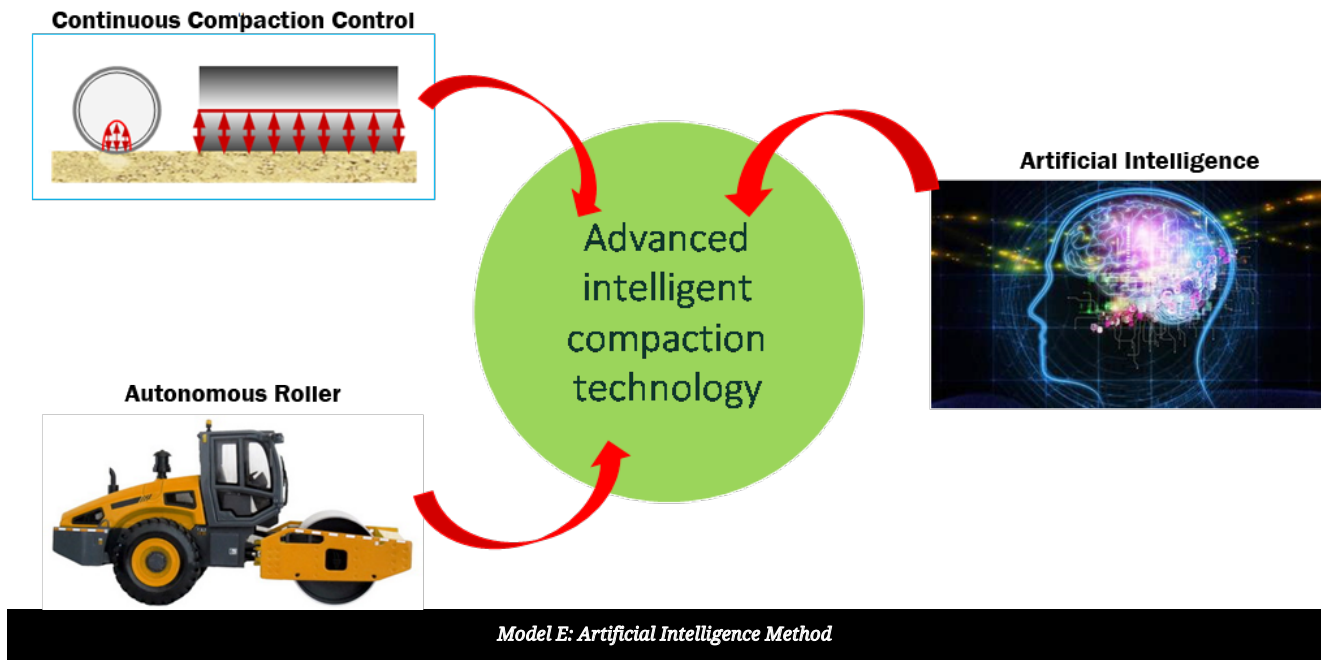 Continuous Compaction Control
Artificial Intelligence
Advanced
intelligent
compaction
technology
Autonomous Roller
Model E: Artificial Intelligence Method